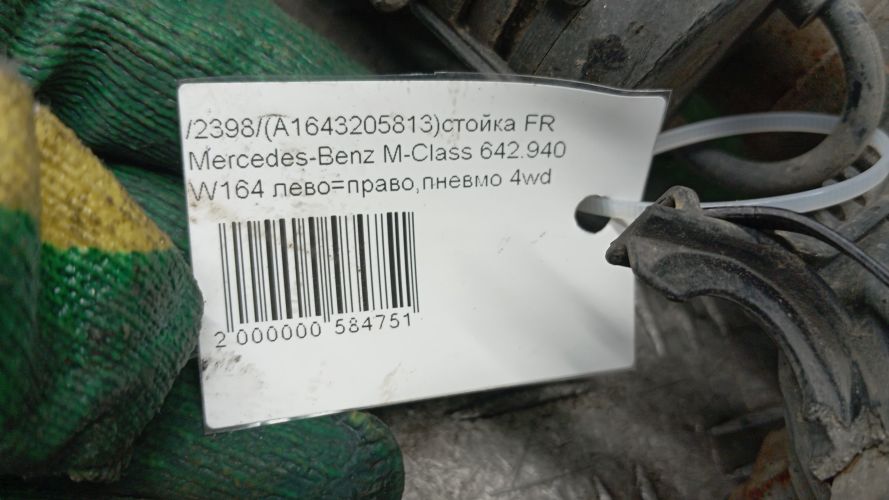 /2398/(A1643205813)стойка FR
Mercedes-Benz M-Class 642.940
W164 лево=право,пневмо 4wd
2 000000 584751